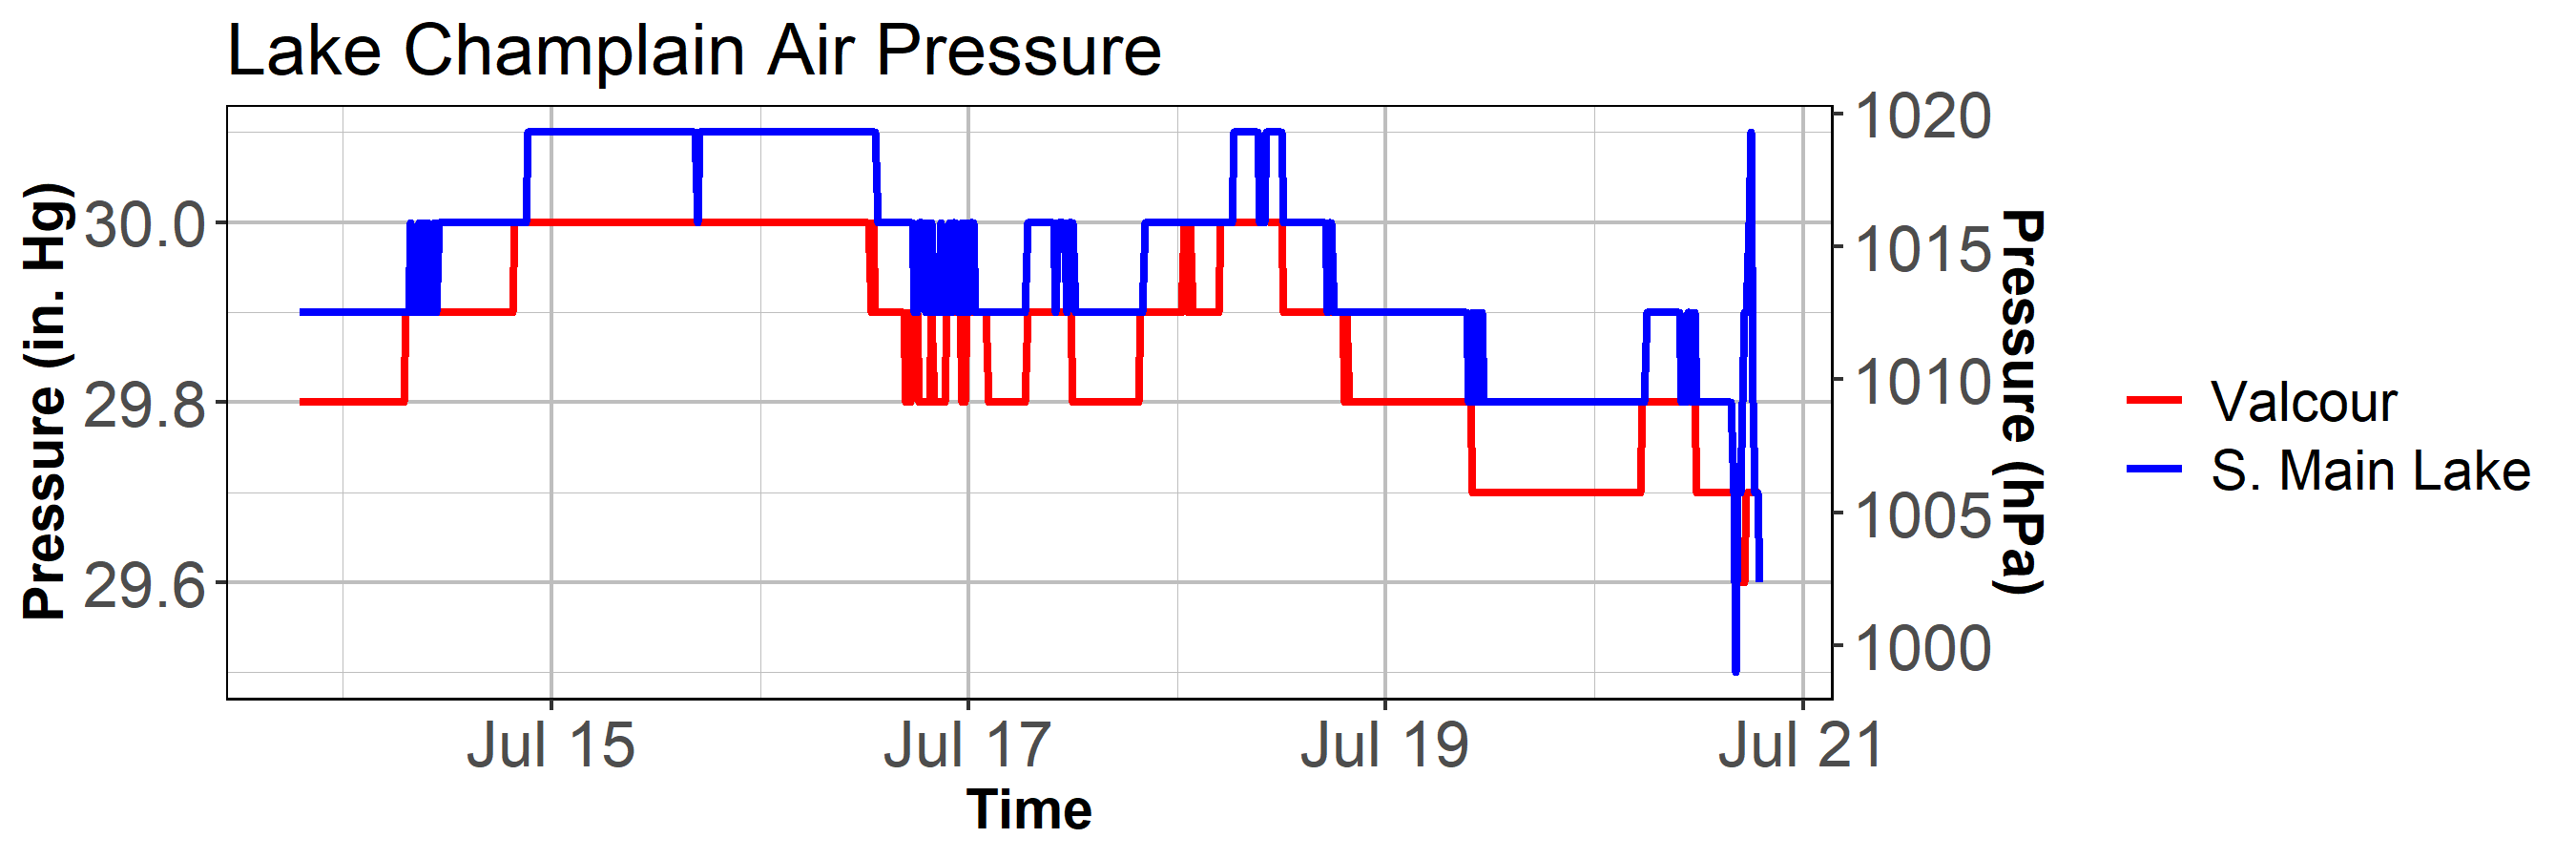 Lake Champlain Air Pressure
Pressure (in. Hg)
30.0
29.8
29.6
1020
1015
1010
1005
1000
Pressure (hPa)
Jul 15
Jul 17
Jul 19
Jul 21
Time
Valcour
S. Main Lake